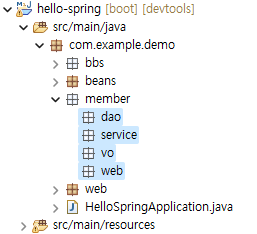 hello-spring [boot] [devtools]
src/main/java
com.example.demo
bbs
beans
member
dao
service
vo
web
web
HelloSpringApplication.java
src/main/resources